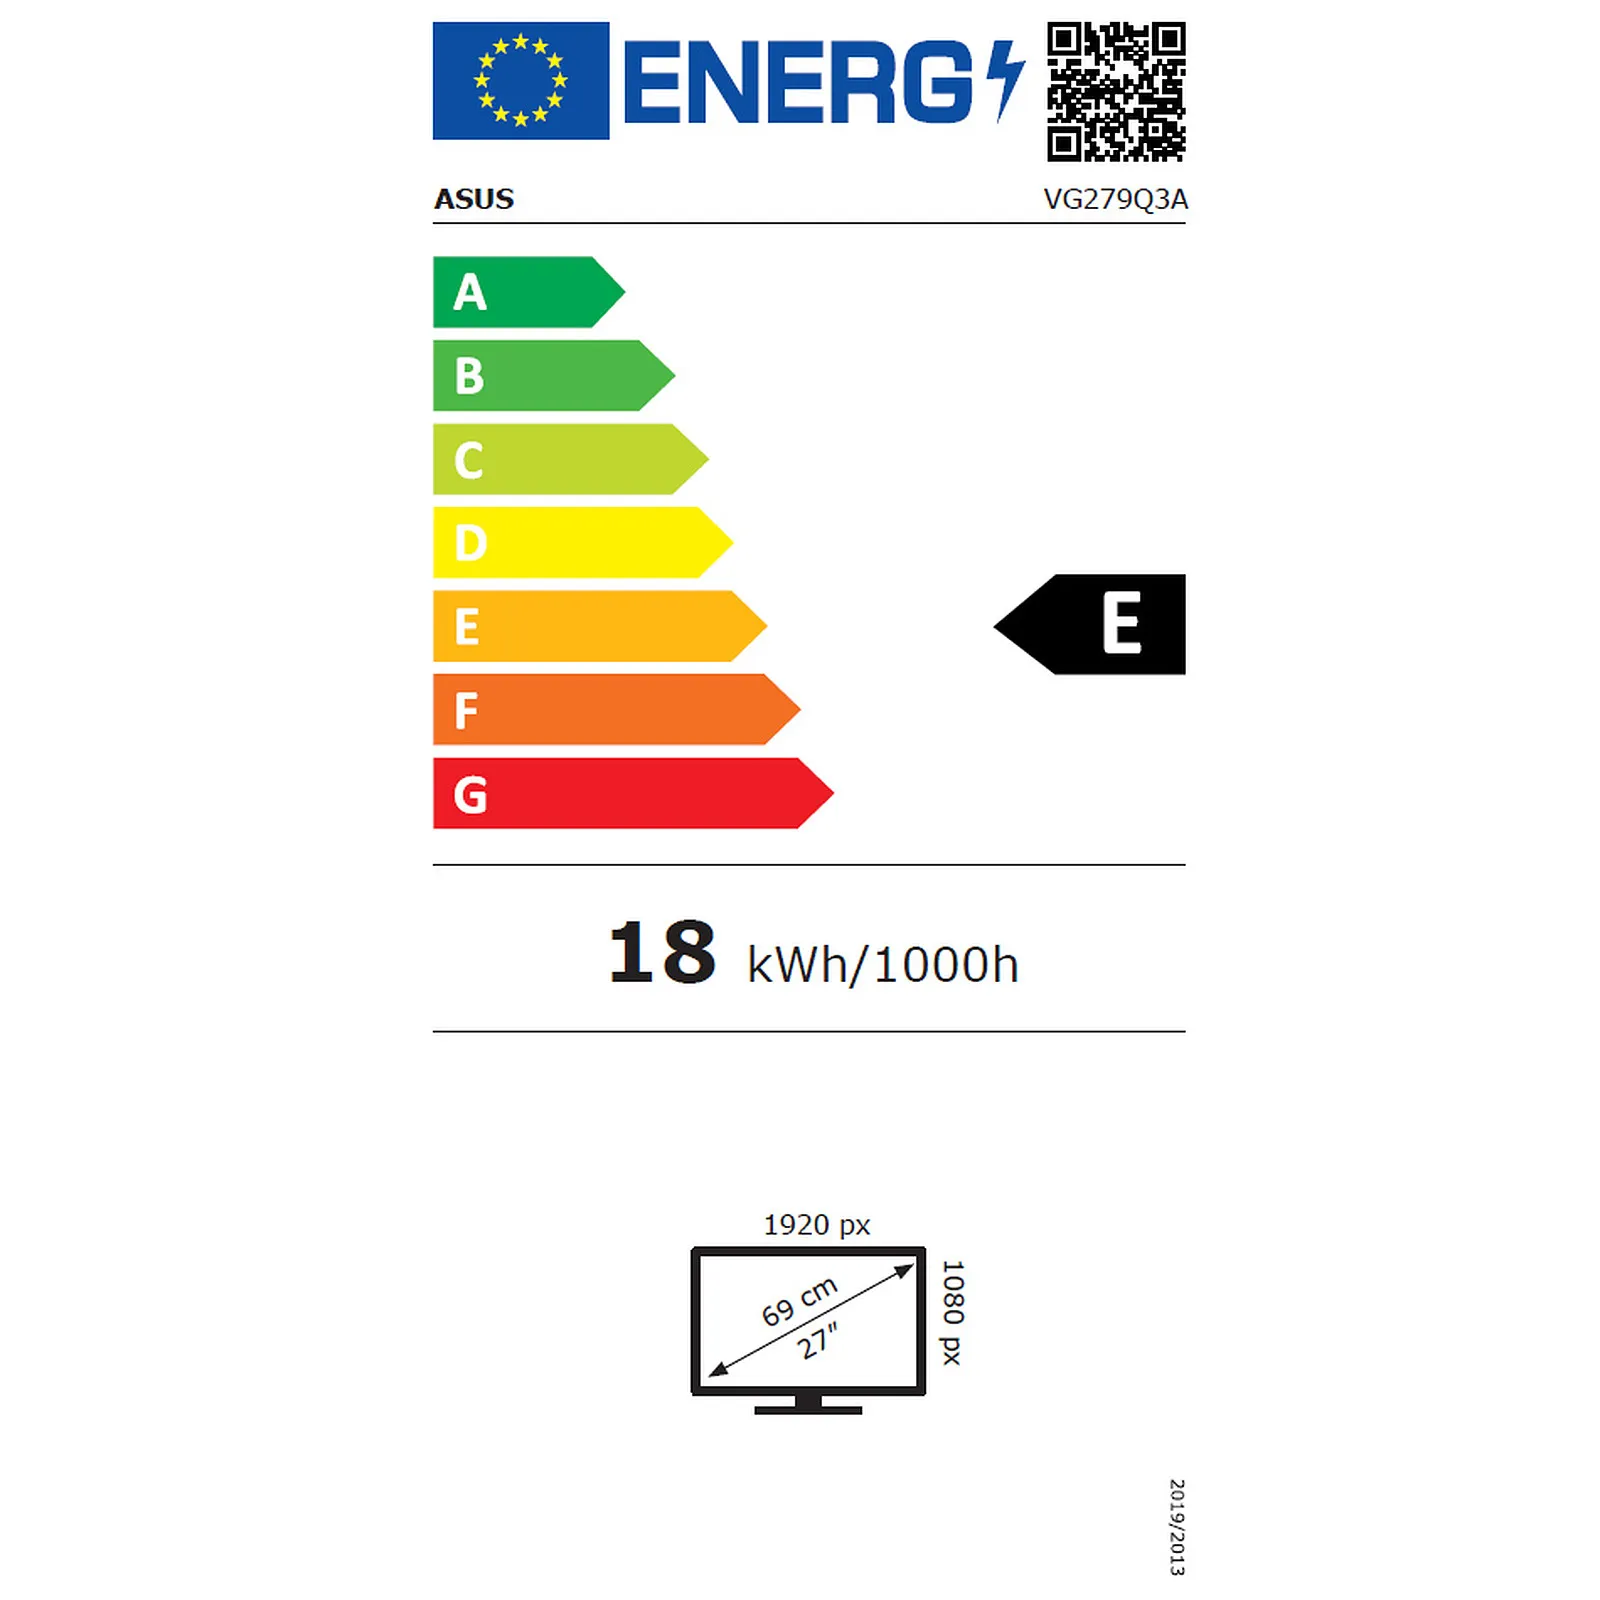 ENERG
ASUS
VG279Q3A
A
B
C
D
E
E
F
G
18 kWh/1000h
1920 px
1080 px
69 cm
27"
2019/2013